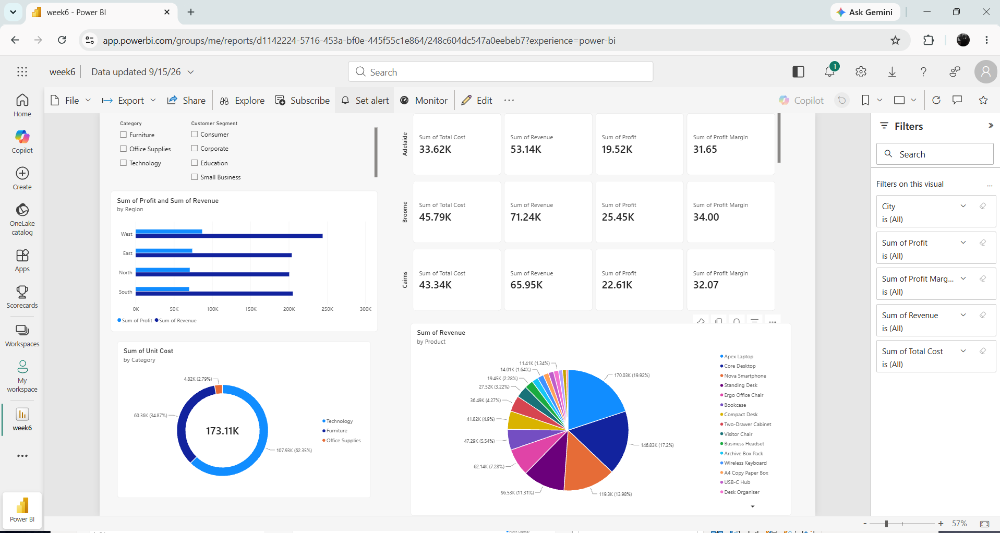 week6 - Power BI
Ask Gemini
app.powerbi.com/groups/me/reports/d1142224-5716-453a-bf0e-445f55c1e864/248c604dc547a0eebeb7?experience=power-bi
week6
Data updated 9/15/26
Search
1
File
Export
Share
Explore
Subscribe
Set alert
Monitor
Edit
Copilot
Home
Copilot
Create
OneLake
catalog
Apps
Scorecards
Workspaces
My
workspace
week6
Power BI
Category
Furniture
Office Supplies
Technology
Customer Segment
Consumer
Corporate
Education
Small Business
Sum of Profit and Sum of Revenue
by Region
West
East
North
South
0K 50K 100K 150K 200K 250K 300K
Sum of Profit Sum of Revenue
Sum of Unit Cost
by Category
4.82K (2.79%)
60.36K (34.87%)
173.11K
107.93K (62.35%)
Technology
Furniture
Office Supplies
Adelaide
Sum of Total Cost
33.62K
Sum of Revenue
53.14K
Sum of Profit
19.52K
Sum of Profit Margin
31.65
Broome
Sum of Total Cost
45.79K
Sum of Revenue
71.24K
Sum of Profit
25.45K
Sum of Profit Margin
34.00
Cairns
Sum of Total Cost
43.34K
Sum of Revenue
65.95K
Sum of Profit
22.61K
Sum of Profit Margin
32.07
Sum of Revenue
by Product
11.41K (1.34%)
14.01K (1.64%)
19.45K (2.28%)
27.52K (3.22%)
36.49K (4.27%)
41.82K (4.9%)
47.29K (5.54%)
62.14K (7.28%)
96.53K (11.31%)
119.3K (13.98%)
146.83K (17.2%)
170.03K (19.92%)
Apex Laptop
Core Desktop
Nova Smartphone
Standing Desk
Ergo Office Chair
Bookcase
Compact Desk
Two-Drawer Cabinet
Visitor Chair
Business Headset
Archive Box Pack
Wireless Keyboard
A4 Copy Paper Box
USB-C Hub
Desk Organiser
Filters
Search
Filters on this visual
City
is (All)
Sum of Profit
is (All)
Sum of Profit Marg...
is (All)
Sum of Revenue
is (All)
Sum of Total Cost
is (All)
- + 57%
Apex Laptop